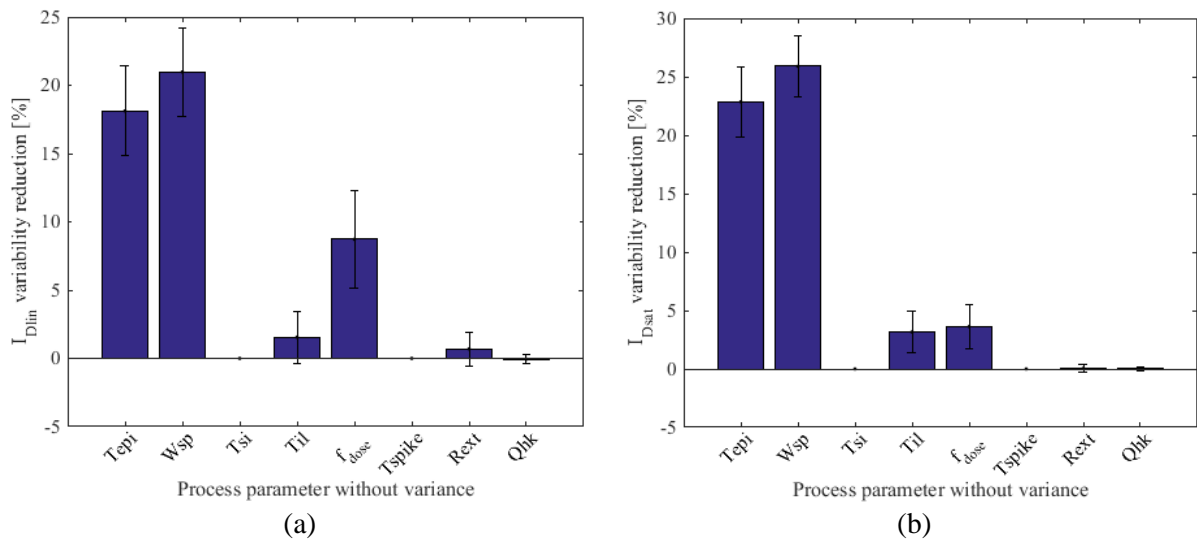 25
20
15
10
5
0
-5
I_Dlin variability reduction [%]
Tepi Wsp Tsi Til f_dose Tspike Rext Qhk
Process parameter without variance
(a)
30
25
20
15
10
5
0
-5
I_Dsat variability reduction [%]
Tepi Wsp Tsi Til f_dose Tspike Rext Qhk
Process parameter without variance
(b)